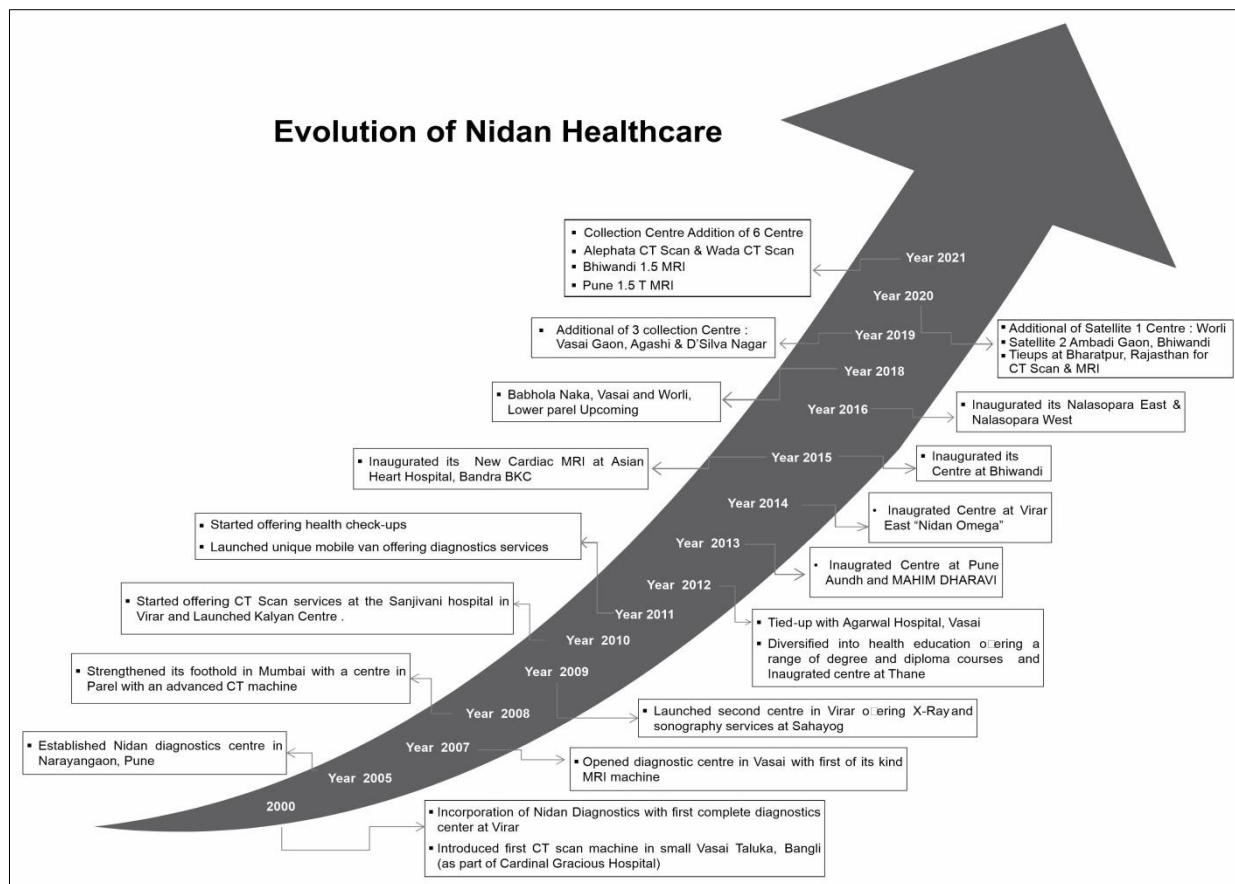 Evolution of Nidan Healthcare
▪ Collection Centre Addition of 6 Centre
▪ Alephata CT Scan & Wada CT Scan
▪ Bhiwandi 1.5 MRI
▪ Pune 1.5 T MRI
Year 2021
Year 2020
▪ Additional of Satellite 1 Centre : Worli
▪ Satellite 2 Ambadi Gaon, Bhiwandi
▪ Tieups at Bharatpur, Rajasthan for
CT Scan & MRI
▪ Additional of 3 collection Centre :
Vasai Gaon, Agashi & D'Silva Nagar
Year 2019
Year 2018
▪ Babhola Naka, Vasai and Worli,
Lower parel Upcoming
Year 2016
▪ Inaugurated its Nalasopara East &
Nalasopara West
▪ Inaugurated its New Cardiac MRI at Asian
Heart Hospital, Bandra BKC
Year 2015
▪ Inaugurated its
Centre at Bhiwandi
Year 2014
• Inaugrated Centre at Virar
East “Nidan Omega”
▪ Started offering health check-ups
▪ Launched unique mobile van offering diagnostics services
Year 2013
• Inaugrated Centre at Pune
Aundh and MAHIM DHARAVI
Year 2012
▪ Started offering CT Scan services at the Sanjivani hospital in
Virar and Launched Kalyan Centre .
Year 2011
▪ Tied-up with Agarwal Hospital, Vasai
▪ Diversified into health education o□ering a
range of degree and diploma courses and
Inaugrated centre at Thane
Year 2010
▪ Strengthened its foothold in Mumbai with a centre in
Parel with an advanced CT machine
Year 2009
▪ Launched second centre in Virar o□ering X-Ray and
sonography services at Sahayog
Year 2008
▪ Established Nidan diagnostics centre in
Narayangaon, Pune
Year 2007
▪ Opened diagnostic centre in Vasai with first of its kind
MRI machine
Year 2005
2000
▪ Incorporation of Nidan Diagnostics with first complete diagnostics
center at Virar
▪ Introduced first CT scan machine in small Vasai Taluka, Bangli
(as part of Cardinal Gracious Hospital)